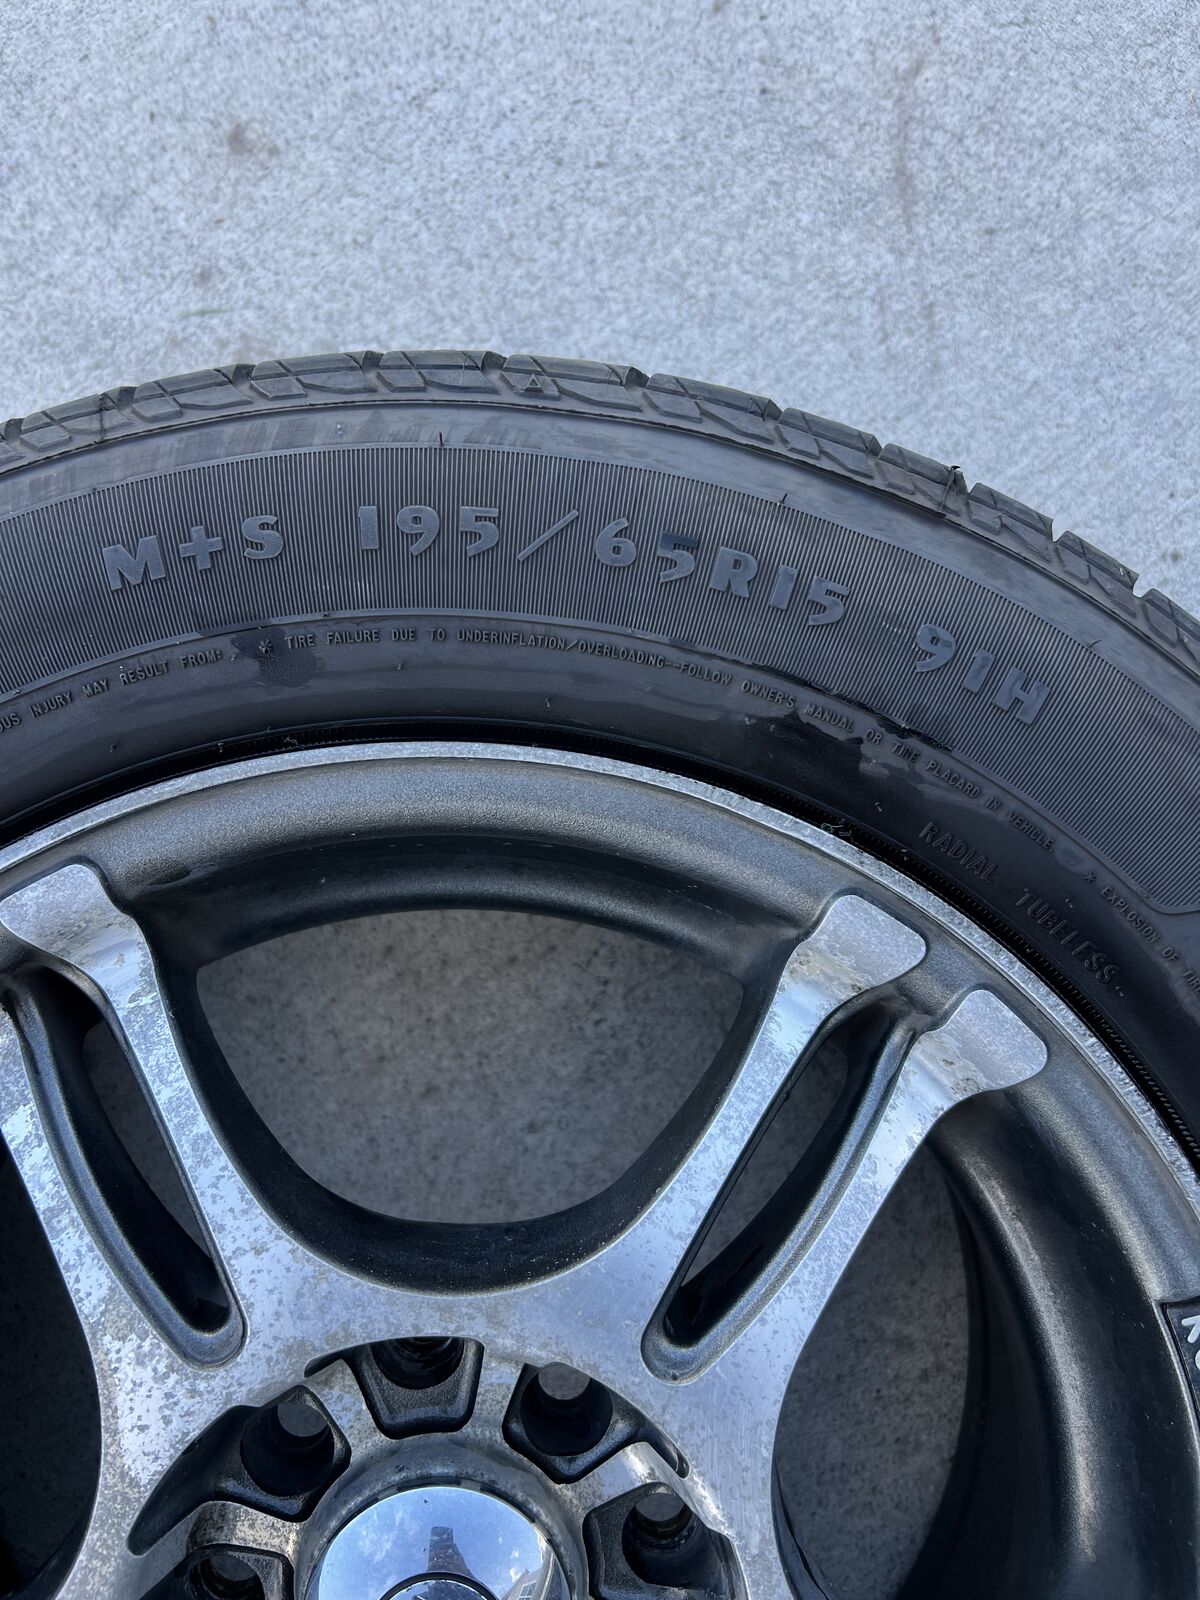 M+S 195/65R15 91H
OUS INJURY MAY RESULT FROM: * TIRE FAILURE DUE TO UNDERINFLATION/OVERLOADING--FOLLOW OWNER'S MANUAL OR TIRE PLACARD IN VEHICLE * EXPLOSION OF
RADIAL TUBELESS